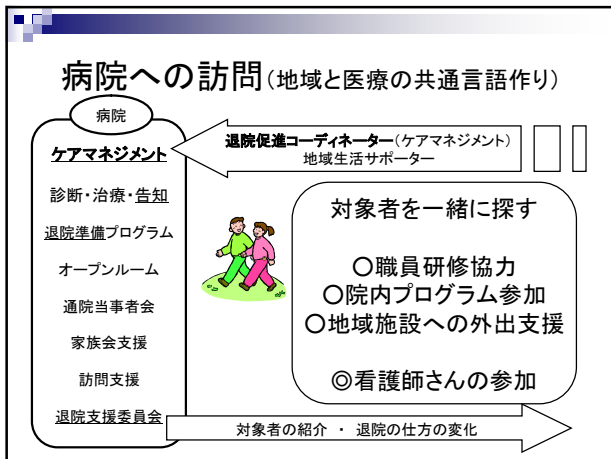 病院への訪問(地域と医療の共通言語作り)
病院
ケアマネジメント
診断・治療・告知
退院準備プログラム
オープンルーム
通院当事者会
家族会支援
訪問支援
退院支援委員会
退院促進コーディネーター(ケアマネジメント)
地域生活サポーター
対象者を一緒に探す
○職員研修協力
○院内プログラム参加
○地域施設への外出支援
◎看護師さんの参加
対象者の紹介 ・ 退院の仕方の変化